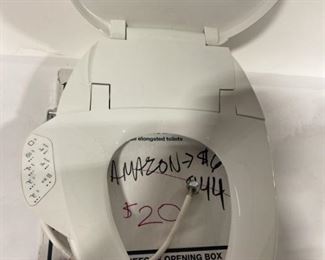 elongated toilets
AMAZON→$6
44
$20
OPENING BOX